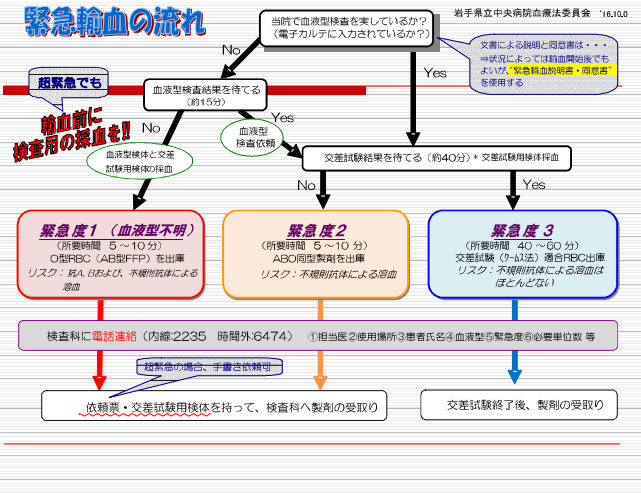 緊急輸血の流れ
岩手県立中央病院血療法委員会 '16.10.0
当院で血液型検査を実しているか？
（電子カルテに入力されているか？）
文書による説明と同意書は・・・
⇒状況によっては輸血開始後でも
よいが、“緊急輸血説明書・同意書”
を使用する
No
Yes
超緊急でも
輸血前に
検査用の採血を!!
血液型検査結果を待てる
（約15分）
No
Yes
血液型
検査依頼
血液型検体と交差
試験用検体の採血
交差試験結果を待てる（約40分）* 交差試験用検体採血
No
Yes
緊急度1（血液型不明）
（所要時間 5～10分）
O型RBC（AB型FFP）を出庫
リスク：抗A、Bおよび、不規則抗体による
溶血
緊急度2
（所要時間 5～10分）
ABO同型製剤を出庫
リスク：不規則抗体による溶血
緊急度3
（所要時間 40～60分）
交差試験（クームス法）適合RBC出庫
リスク：不規則抗体による溶血は
ほとんどない
検査科に電話連絡（内線:2235 時間外:6474） ①担当医②使用場所③患者氏名④血液型⑤緊急度⑥必要単位数 等
超緊急の場合、手書き依頼可
依頼票・交差試験用検体を持って、検査科へ製剤の受取り
交差試験終了後、製剤の受取り